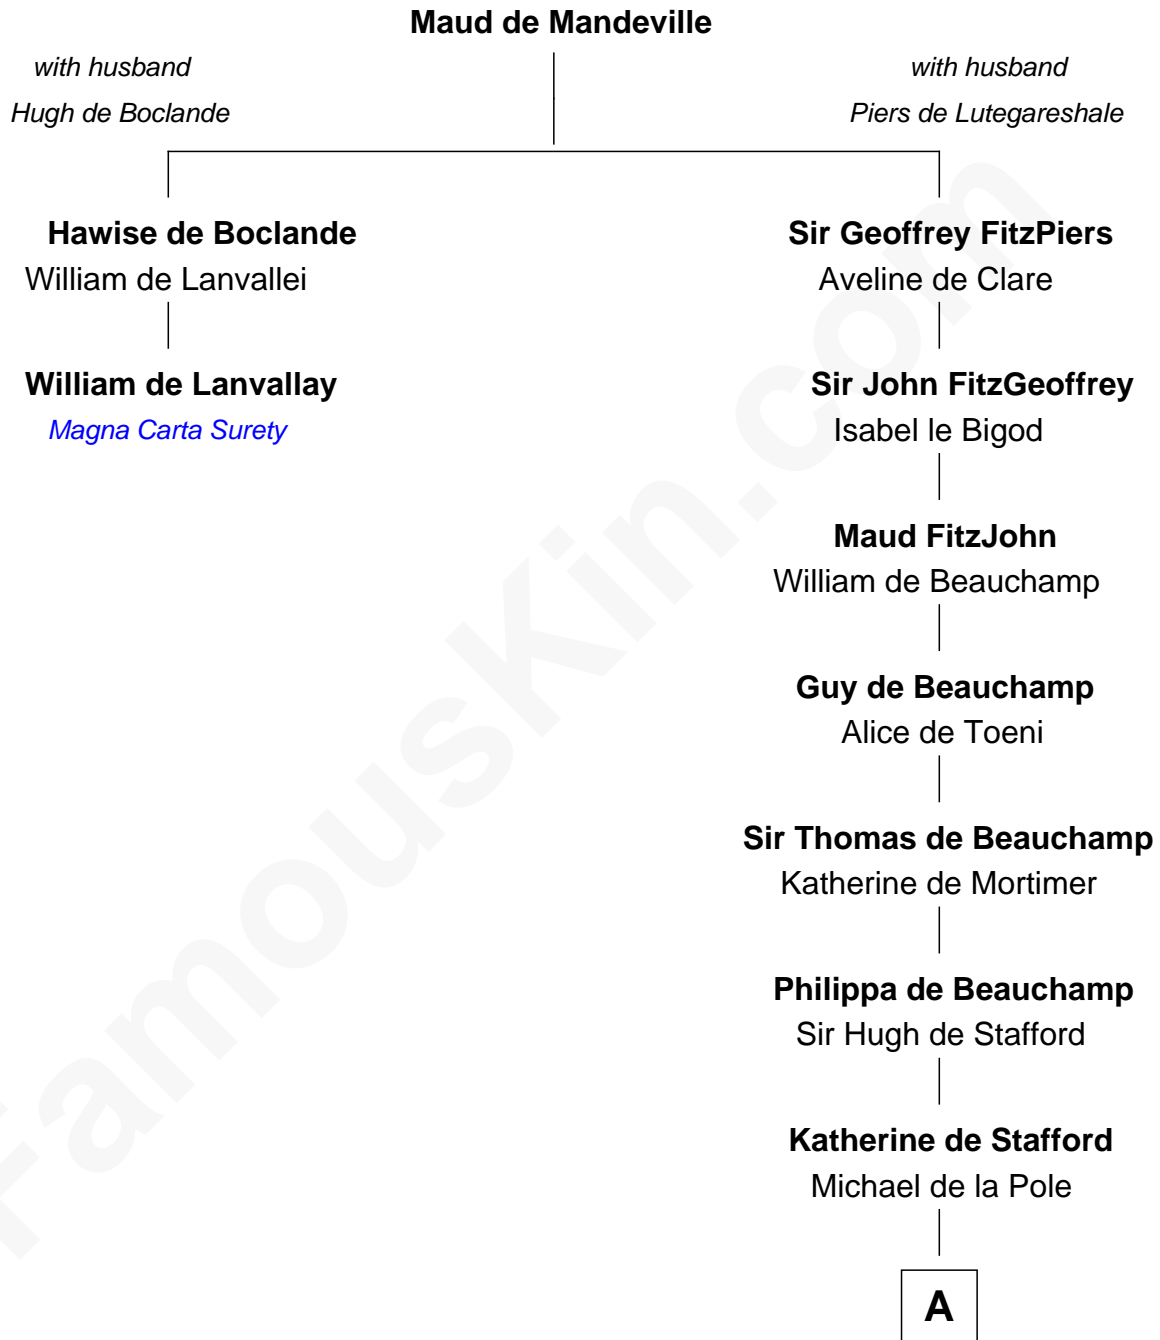 Maud de Mandeville
with husband
Hugh de Boclande
with husband
Piers de Lutegareshale
Hawise de Boclande
William de Lanvallei
William de Lanvallay
Magna Carta Surety
Sir Geoffrey FitzPiers
Aveline de Clare
Sir John FitzGeoffrey
Isabel le Bigod
Maud FitzJohn
William de Beauchamp
Guy de Beauchamp
Alice de Toeni
Sir Thomas de Beauchamp
Katherine de Mortimer
Philippa de Beauchamp
Sir Hugh de Stafford
Katherine de Stafford
Michael de la Pole
A
FamousKin.com